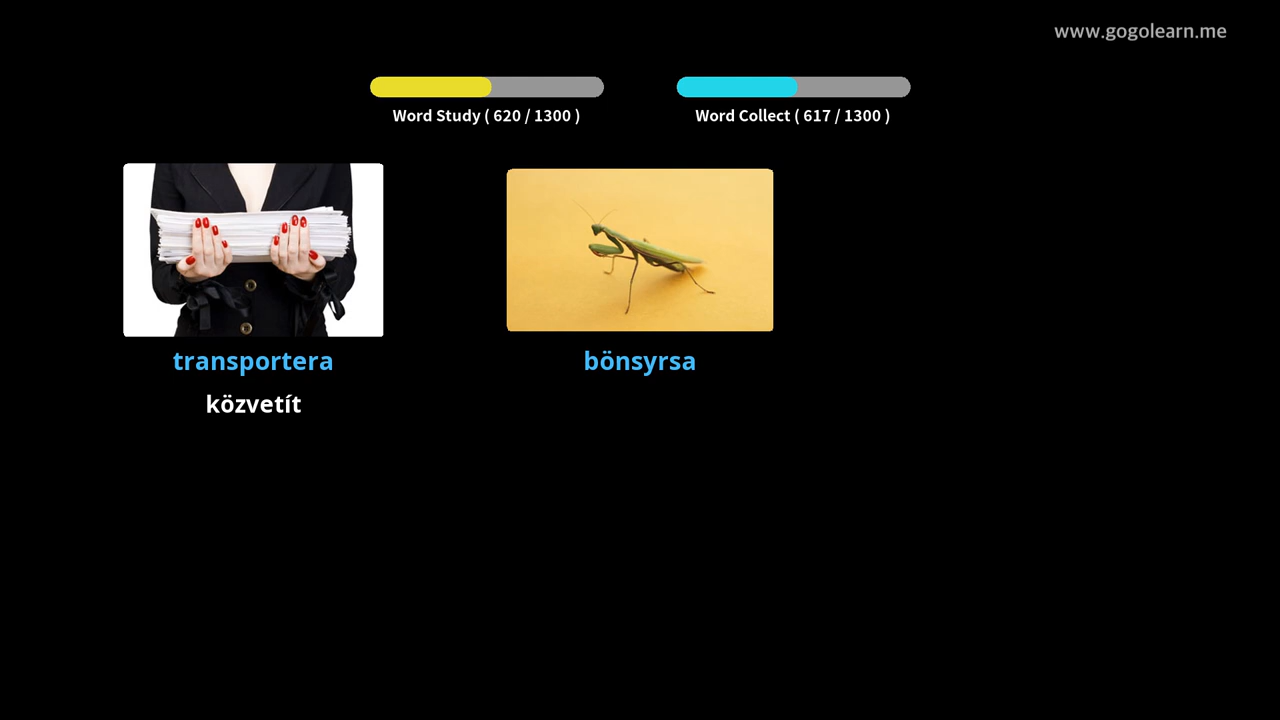 www.gogolearn.me
Word Study ( 620 / 1300 )
Word Collect ( 617 / 1300 )
transportera
bönsyrsa
közvetít